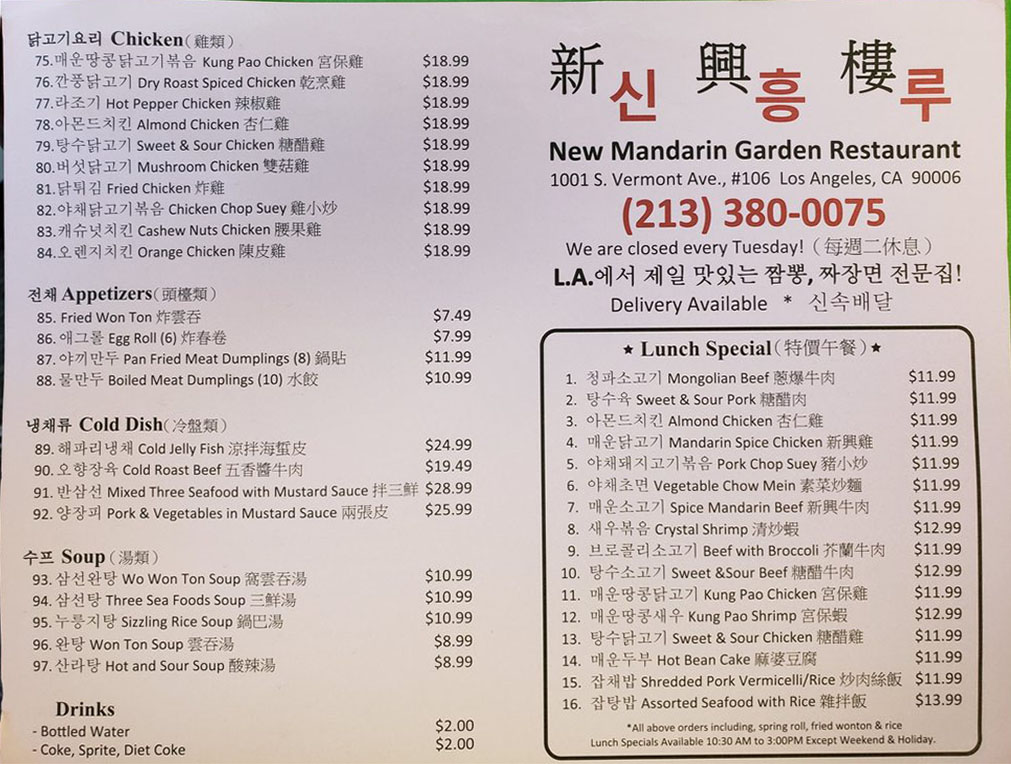 닭고기요리 Chicken(雞類)
75.매운땅콩닭고기볶음 Kung Pao Chicken 宮保雞 $18.99
76.깐풍닭고기 Dry Roast Spiced Chicken 乾烹雞 $18.99
77.라조기 Hot Pepper Chicken 辣椒雞 $18.99
78.아몬드치킨 Almond Chicken 杏仁雞 $18.99
79.탕수닭고기 Sweet & Sour Chicken 糖醋雞 $18.99
80.버섯닭고기 Mushroom Chicken 雙菇雞 $18.99
81.닭튀김 Fried Chicken 炸雞 $18.99
82.야채닭고기볶음 Chicken Chop Suey 雞小炒 $18.99
83.캐슈넛치킨 Cashew Nuts Chicken 腰果雞 $18.99
84.오렌지치킨 Orange Chicken 陳皮雞 $18.99
전채 Appetizers(頭檯類)
85. Fried Won Ton 炸雲吞 $7.49
86. 애그롤 Egg Roll (6) 炸春卷 $7.99
87. 야끼만두 Pan Fried Meat Dumplings (8) 鍋貼 $11.99
88. 물만두 Boiled Meat Dumplings (10) 水餃 $10.99
냉채류 Cold Dish(冷盤類)
89. 해파리냉채 Cold Jelly Fish 涼拌海蜇皮 $24.99
90. 오향장육 Cold Roast Beef 五香醬牛肉 $19.49
91. 반삼선 Mixed Three Seafood with Mustard Sauce 拌三鮮 $28.99
92. 양장피 Pork & Vegetables in Mustard Sauce 兩張皮 $25.99
수프 Soup(湯類)
93. 삼선완탕 Wo Won Ton Soup 窩雲吞湯 $10.99
94. 삼선탕 Three Sea Foods Soup 三鮮湯 $10.99
95. 누릉지탕 Sizzling Rice Soup 鍋巴湯 $10.99
96. 완탕 Won Ton Soup 雲吞湯 $8.99
97. 산라탕 Hot and Sour Soup 酸辣湯 $8.99
Drinks
- Bottled Water $2.00
- Coke, Sprite, Diet Coke $2.00
新신 興흥 樓루
New Mandarin Garden Restaurant
1001 S. Vermont Ave., #106 Los Angeles, CA 90006
(213) 380-0075
We are closed every Tuesday! (每週二休息)
L.A.에서 제일 맛있는 짬뽕, 짜장면 전문집!
Delivery Available * 신속배달
★ Lunch Special(特價午餐)★
1. 청파소고기 Mongolian Beef 蔥爆牛肉 $11.99
2. 탕수육 Sweet & Sour Pork 糖醋肉 $11.99
3. 아몬드치킨 Almond Chicken 杏仁雞 $11.99
4. 매운닭고기 Mandarin Spice Chicken 新興雞 $11.99
5. 야채돼지고기볶음 Pork Chop Suey 豬小炒 $11.99
6. 야채초면 Vegetable Chow Mein 素菜炒麵 $11.99
7. 매운소고기 Spice Mandarin Beef 新興牛肉 $11.99
8. 새우볶음 Crystal Shrimp 清炒蝦 $12.99
9. 브로콜리소고기 Beef with Broccoli 芥蘭牛肉 $11.99
10. 탕수소고기 Sweet &Sour Beef 糖醋牛肉 $12.99
11. 매운땅콩닭고기 Kung Pao Chicken 宮保雞 $11.99
12. 매운땅콩새우 Kung Pao Shrimp 宮保蝦 $12.99
13. 탕수닭고기 Sweet & Sour Chicken 糖醋雞 $11.99
14. 매운두부 Hot Bean Cake 麻婆豆腐 $11.99
15. 잡채밥 Shredded Pork Vermicelli/Rice 炒肉絲飯 $11.99
16. 잡탕밥 Assorted Seafood with Rice 雜拌飯 $13.99
*All above orders including, spring roll, fried wonton & rice
Lunch Specials Available 10:30 AM to 3:00PM Except Weekend & Holiday.